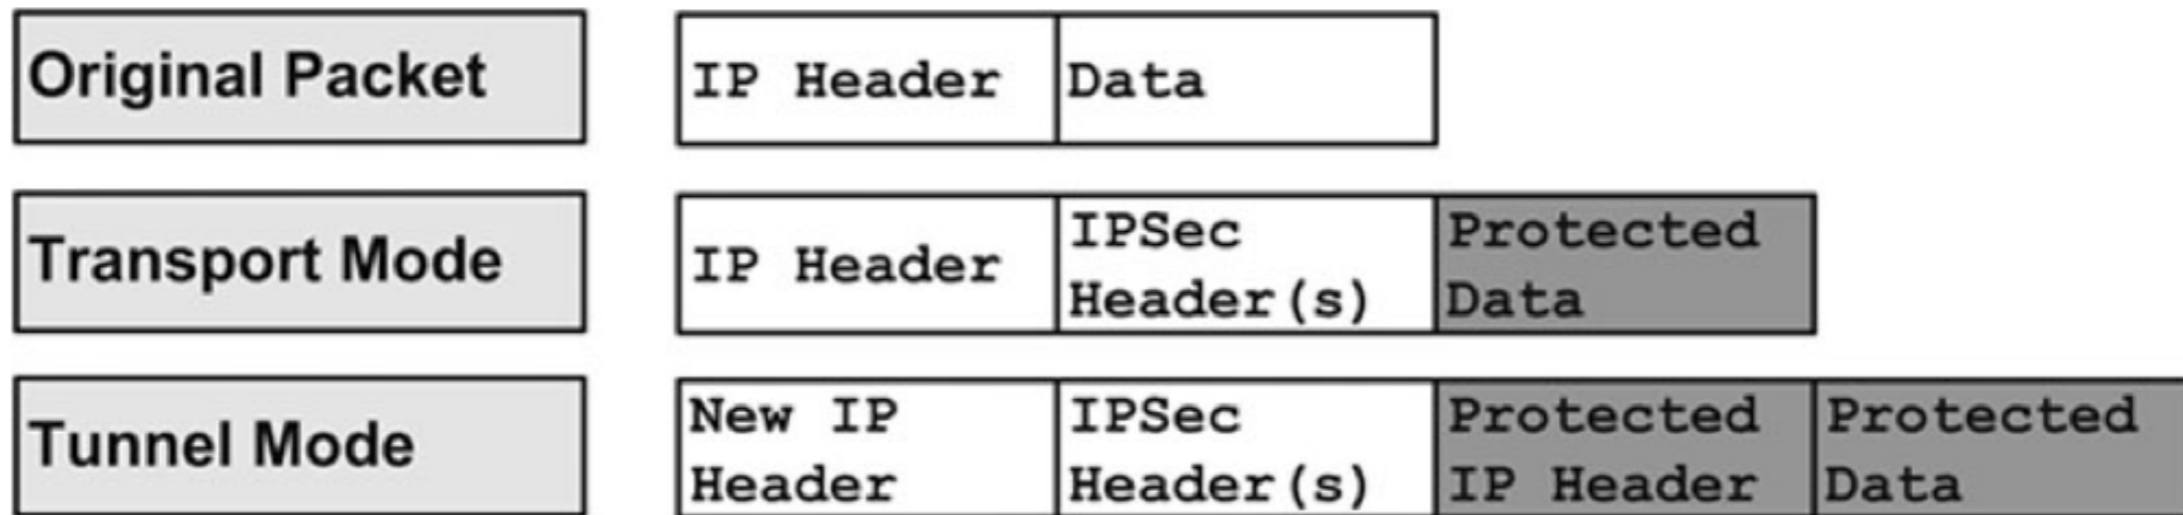 Original Packet
IP Header Data
Transport Mode
IP Header
IPSec
Header(s)
Protected
Data
Tunnel Mode
New IP
Header
IPSec
Header(s)
Protected
IP Header
Protected
Data